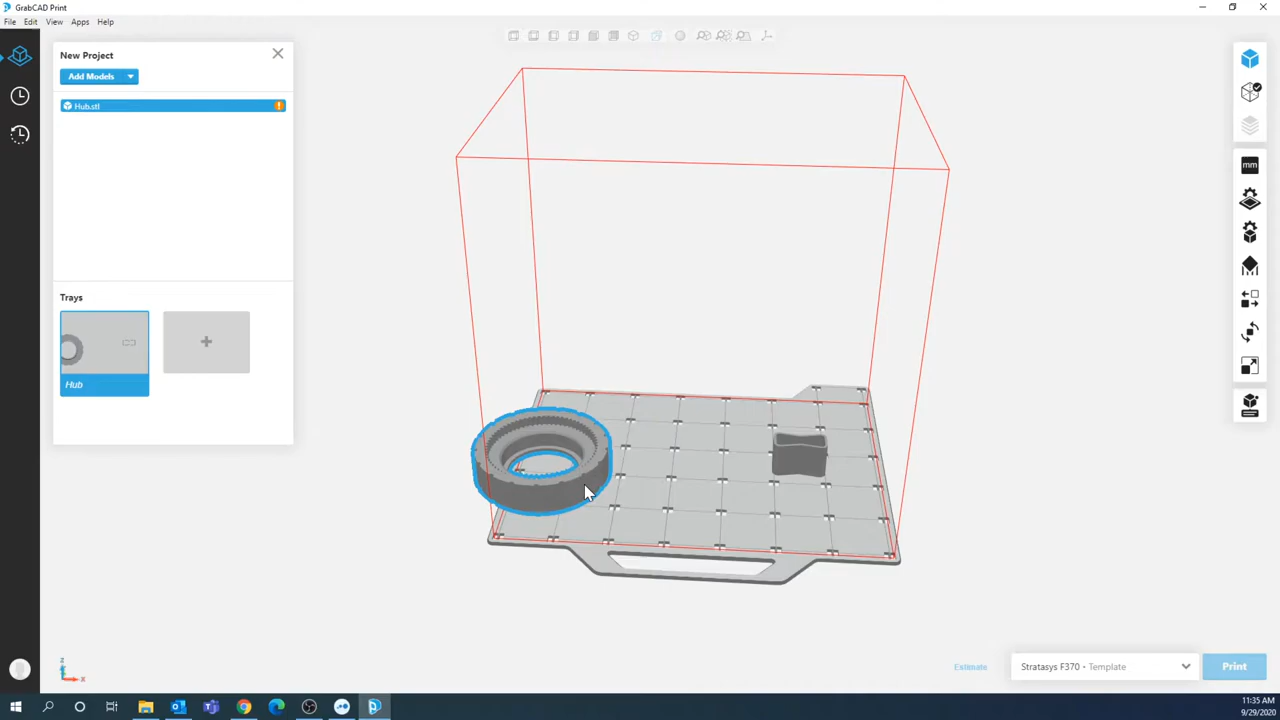 GrabCAD Print
File Edit View Apps Help
New Project
Add Models
Hub.stl
mm
Trays
Hub
Z
X
Estimate
Stratasys F370 - Template
Print
11:35 AM
9/29/2020